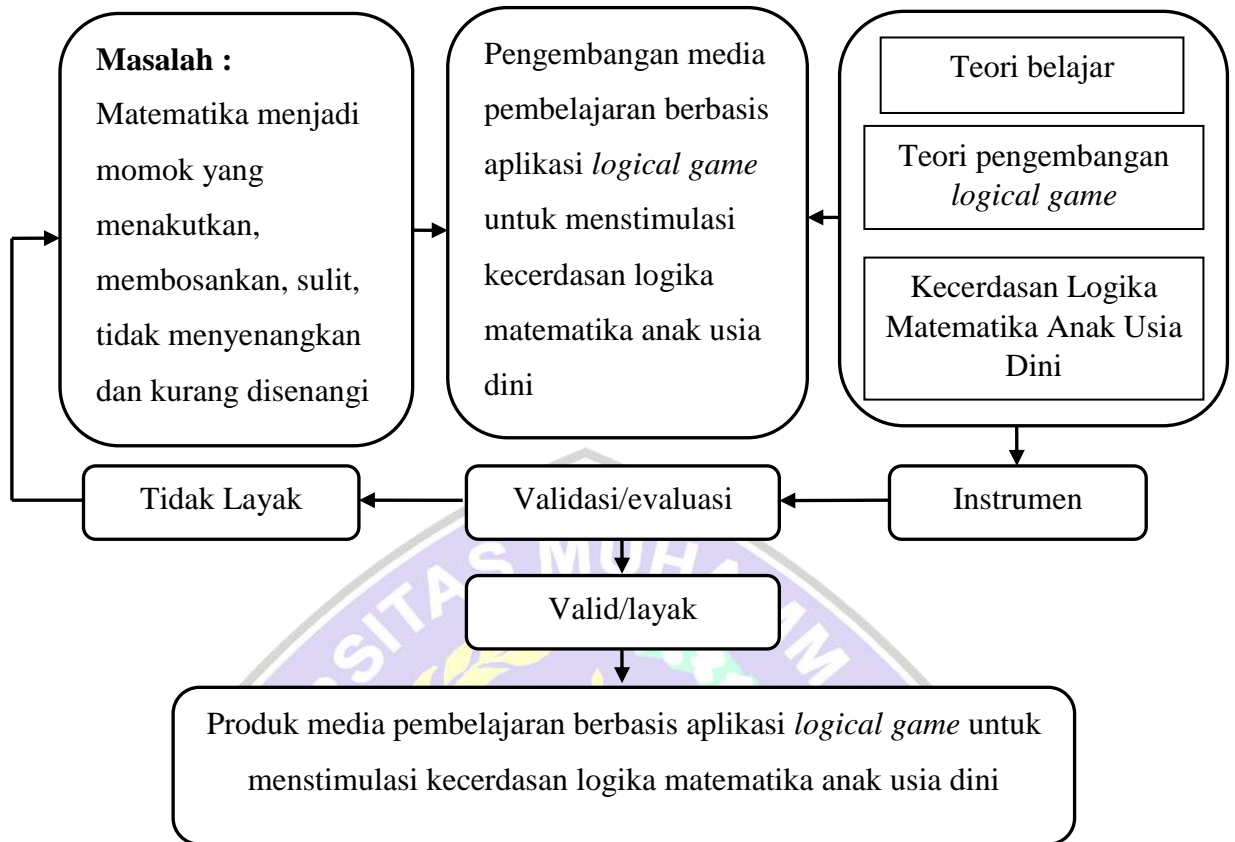 Masalah :
Matematika menjadi
momok yang
menakutkan,
membosankan, sulit,
tidak menyenangkan
dan kurang disenangi
Pengembangan media
pembelajaran berbasis
aplikasi logical game
untuk menstimulasi
kecerdasan logika
matematika anak usia
dini
Teori belajar
Teori pengembangan
logical game
Kecerdasan Logika
Matematika Anak Usia
Dini
Tidak Layak
Validasi/evaluasi
Instrumen
RSITAS MUHAMM
Valid/layak
Produk media pembelajaran berbasis aplikasi logical game untuk
menstimulasi kecerdasan logika matematika anak usia dini